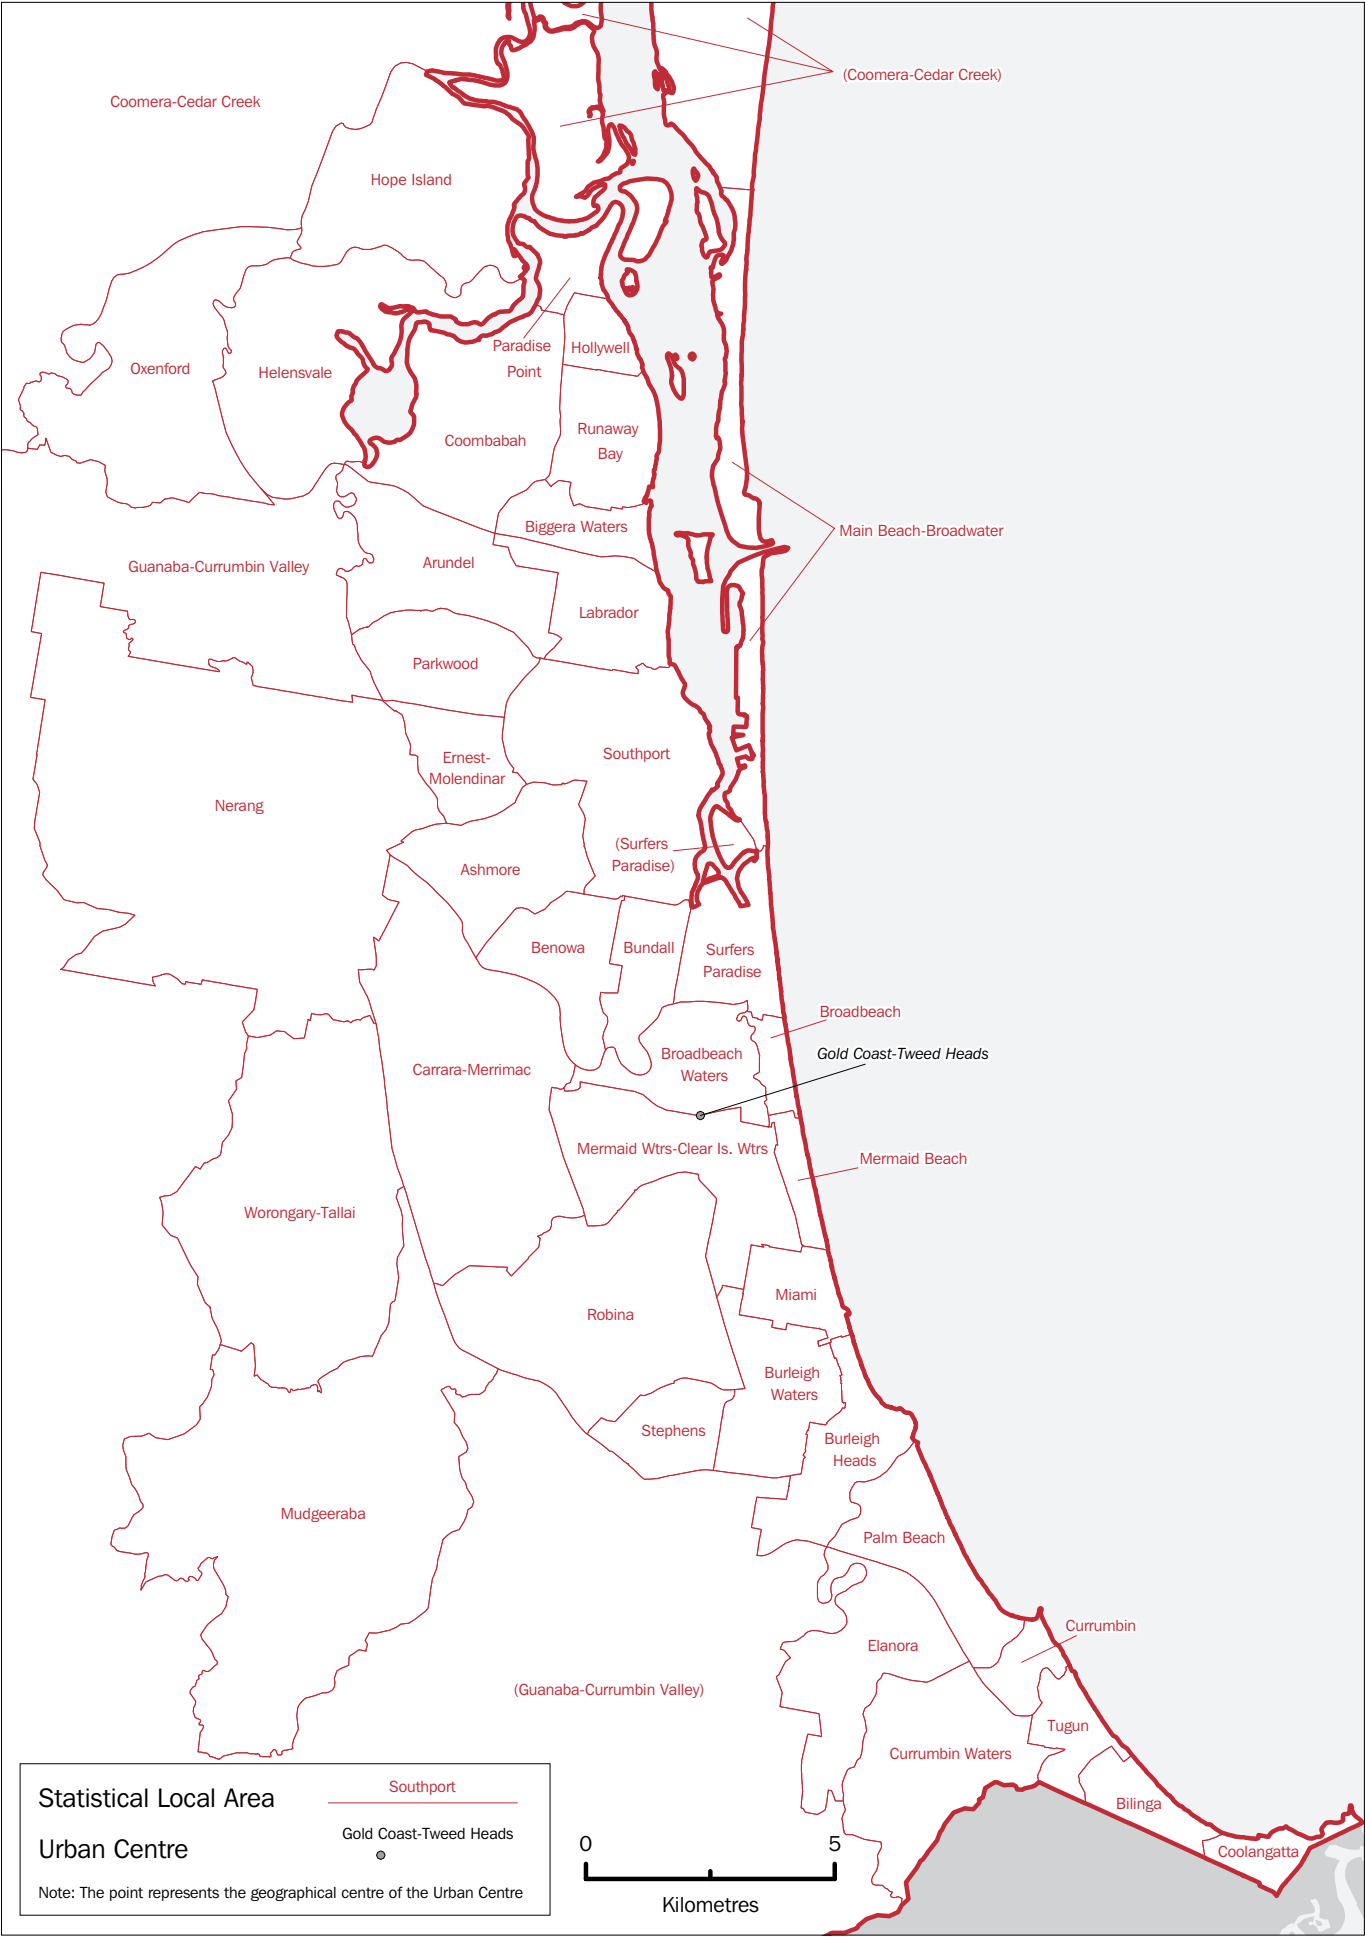 (Coomera-Cedar Creek)
Coomera-Cedar Creek
Hope Island
Paradise
Point
Hollywell
Oxenford
Helensvale
Coombabah
Runaway
Bay
Biggera Waters
Main Beach-Broadwater
Guanaba-Currumbin Valley
Arundel
Labrador
Parkwood
Southport
Ernest-
Molendinar
Nerang
(Surfers
Paradise)
Ashmore
Benowa
Bundall
Surfers
Paradise
Broadbeach
Gold Coast-Tweed Heads
Broadbeach
Waters
Carrara-Merrimac
Mermaid Wtrs-Clear Is. Wtrs
Mermaid Beach
Worongary-Tallai
Miami
Robina
Burleigh
Waters
Stephens
Burleigh
Heads
Mudgeeraba
Palm Beach
Currumbin
Elanora
(Guanaba-Currumbin Valley)
Tugun
Currumbin Waters
Bilinga
Coolangatta
Statistical Local Area
Southport
Urban Centre
Gold Coast-Tweed Heads
Note: The point represents the geographical centre of the Urban Centre
0 5
Kilometres